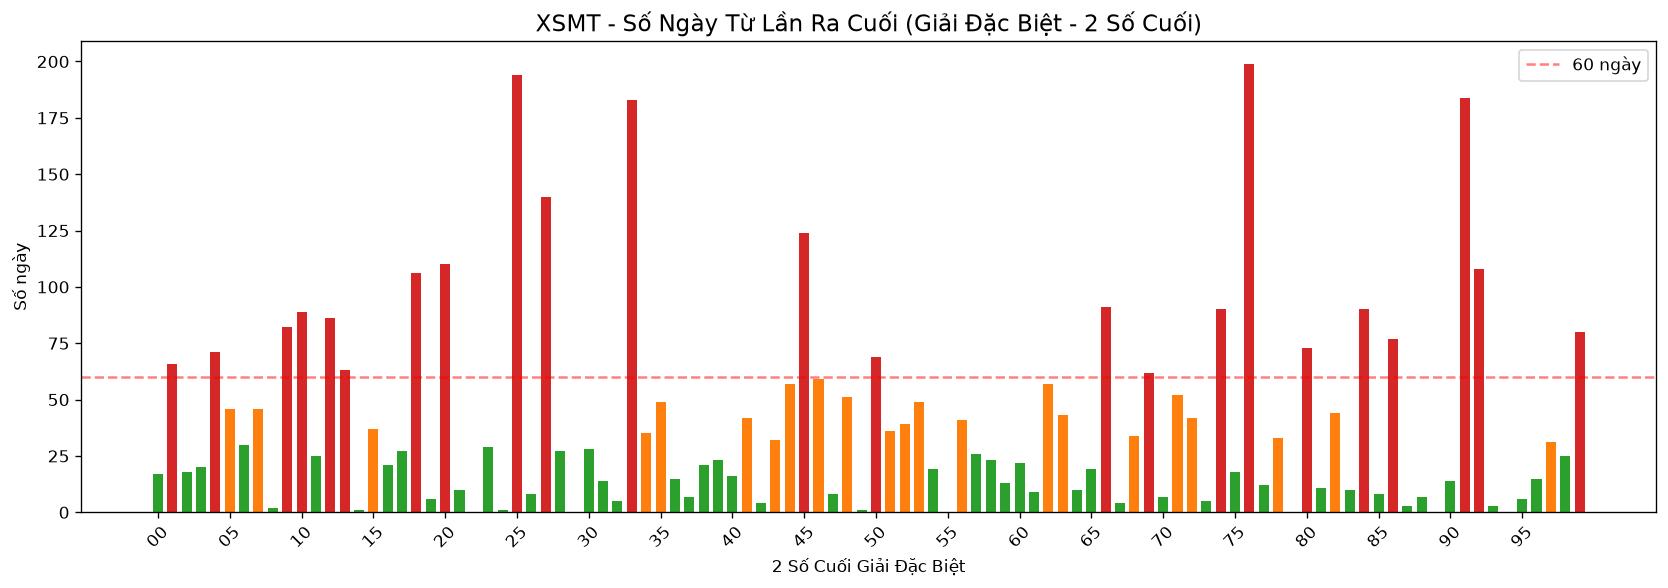 XSMT - Số Ngày Từ Lần Ra Cuối (Giải Đặc Biệt - 2 Số Cuối)
60 ngày
Số ngày
200
175
150
125
100
75
50
25
0
00 05 10 15 20 25 30 35 40 45 50 55 60 65 70 75 80 85 90 95
2 Số Cuối Giải Đặc Biệt